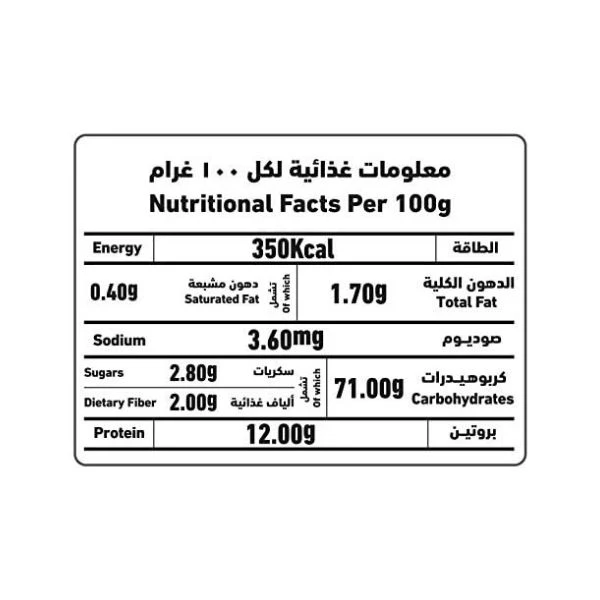 معلومات غذائية لكل ١٠٠ غرام
Nutritional Facts Per 100g
Energy 350Kcal الطاقة
0.40g دهون مشبعة Saturated Fat تشمل Of which 1.70g الدهون الكلية Total Fat
Sodium 3.60mg صوديوم
Sugars 2.80g سكريات
Dietary Fiber 2.00g ألياف غذائية
تشمل Of which
71.00g كربوهيدرات Carbohydrates
Protein 12.00g بروتين